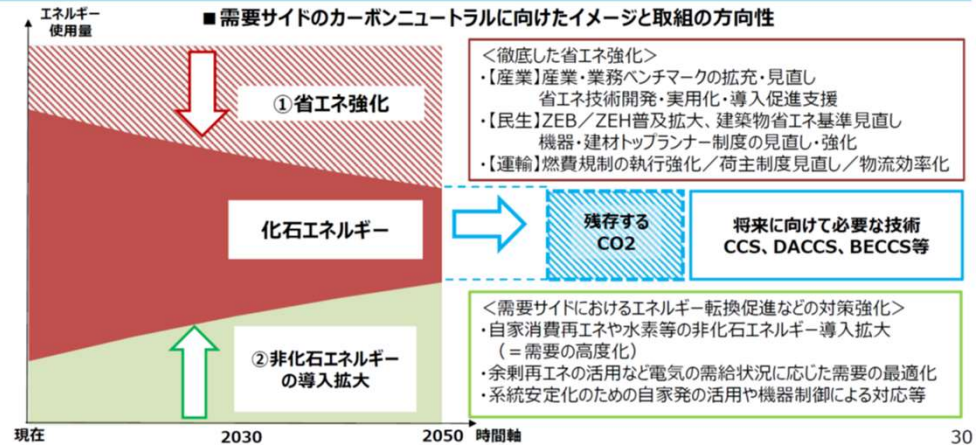 エネルギー
使用量
■需要サイドのカーボンニュートラルに向けたイメージと取組の方向性
①省エネ強化
化石エネルギー
②非化石エネルギー
の導入拡大
現在
2030
2050
時間軸
＜徹底した省エネ強化＞
・【産業】産業・業務ベンチマークの拡充・見直し
省エネ技術開発・実用化・導入促進支援
・【民生】ZEB／ZEH普及拡大、建築物省エネ基準見直し
機器・建材トップランナー制度の見直し・強化
・【運輸】燃費規制の執行強化／荷主制度見直し／物流効率化
残存する
CO2
将来に向けて必要な技術
CCS、DACCS、BECCS等
＜需要サイドにおけるエネルギー転換促進などの対策強化＞
・自家消費再エネや水素等の非化石エネルギー導入拡大
（＝需要の高度化）
・余剰再エネの活用など電気の需給状況に応じた需要の最適化
・系統安定化のための自家発の活用や機器制御による対応等
30